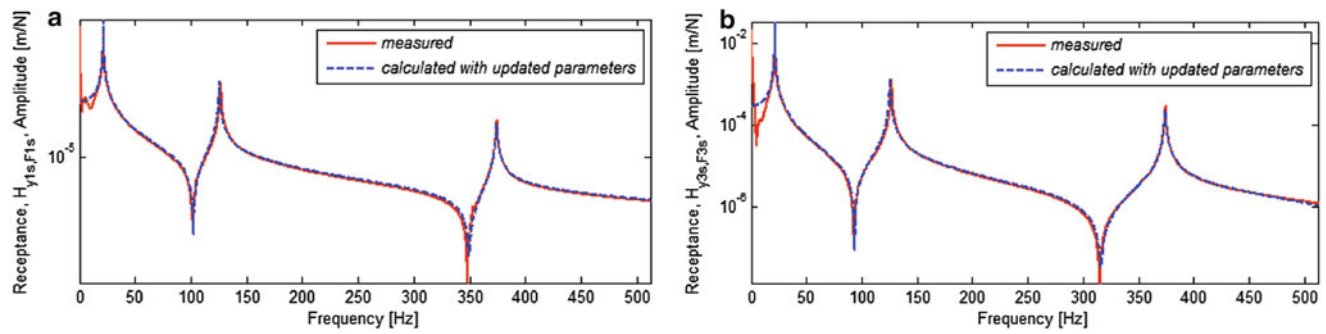 a
measured
calculated with updated parameters
Receptance, H_y1s,F1s, Amplitude [m/N]
10^-5
0 50 100 150 200 250 300 350 400 450 500
Frequency [Hz]
b
measured
calculated with updated parameters
Receptance, H_y3s,F3s, Amplitude [m/N]
10^-2
10^-4
10^-6
0 50 100 150 200 250 300 350 400 450 500
Frequency [Hz]